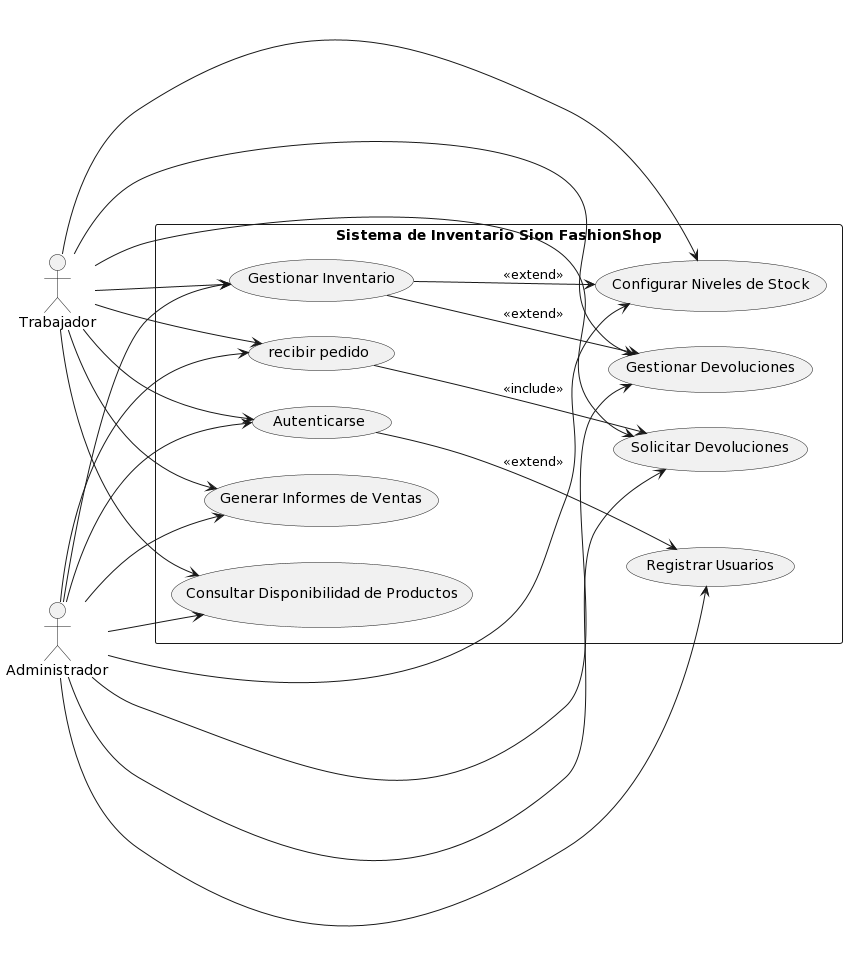 Sistema de Inventario Sion FashionShop
Gestionar Inventario
«extend»
Configurar Niveles de Stock
«extend»
Trabajador
recibir pedido
Gestionar Devoluciones
«include»
Autenticarse
Solicitar Devoluciones
«extend»
Generar Informes de Ventas
Registrar Usuarios
Consultar Disponibilidad de Productos
Administrador